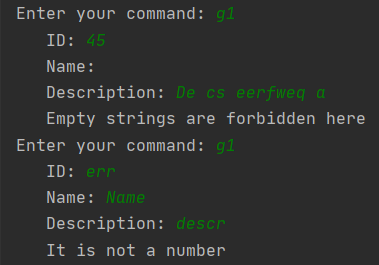 Enter your command: g1
ID: 45
Name:
Description: De cs eerfweq a
Empty strings are forbidden here
Enter your command: g1
ID: err
Name: Name
Description: descr
It is not a number